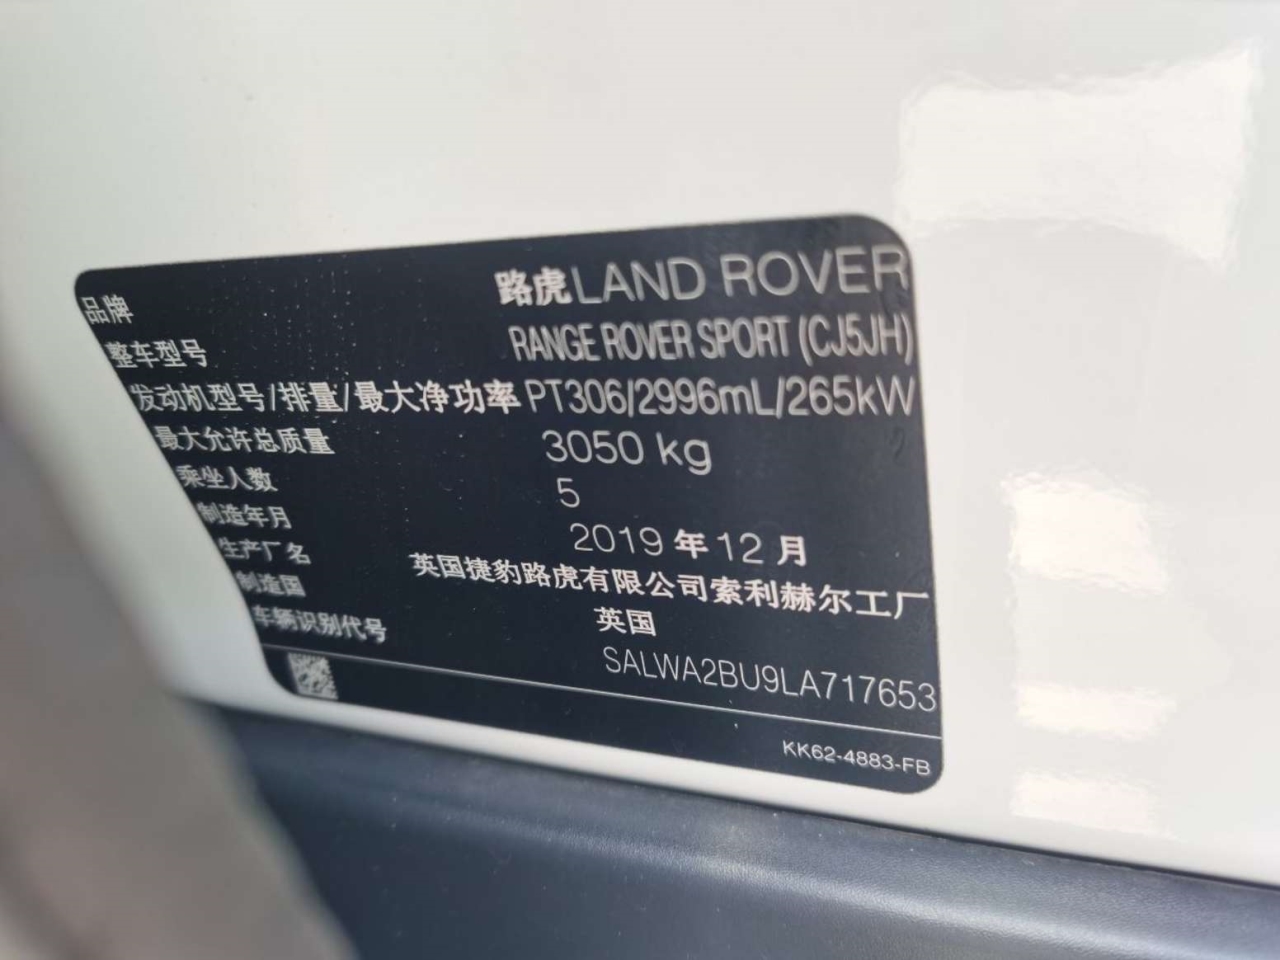 品牌 路虎LAND ROVER
整车型号 RANGE ROVER SPORT (CJ5JH)
发动机型号/排量/最大净功率 PT306/2996mL/265kW
最大允许总质量 3050 kg
乘坐人数 5
制造年月 2019 年 12 月
生产厂名 英国捷豹路虎有限公司索利赫尔工厂
制造国 英国
车辆识别代号 SALWA2BU9LA717653
KK62-4883-FB